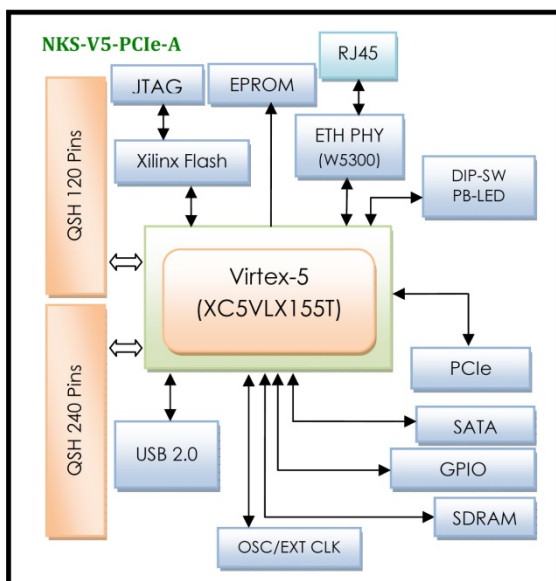 NKS-V5-PCIe-A
RJ45
JTAG
EPROM
ETH PHY
(W5300)
Xilinx Flash
DIP-SW
PB-LED
QSH 120 Pins
Virtex-5
(XC5VLX155T)
QSH 240 Pins
PCIe
SATA
USB 2.0
GPIO
SDRAM
OSC/EXT CLK